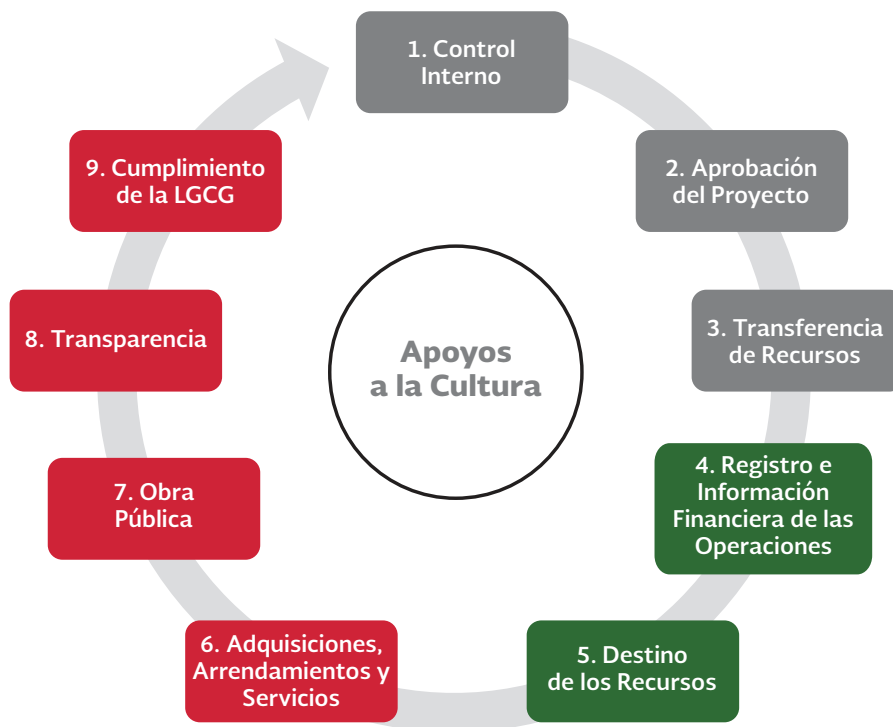 1. Control
Interno
2. Aprobación
del Proyecto
3. Transferencia
de Recursos
4. Registro e
Información
Financiera de las
Operaciones
5. Destino
de los Recursos
6. Adquisiciones,
Arrendamientos y
Servicios
7. Obra
Pública
8. Transparencia
9. Cumplimiento
de la LGCG
Apoyos
a la Cultura